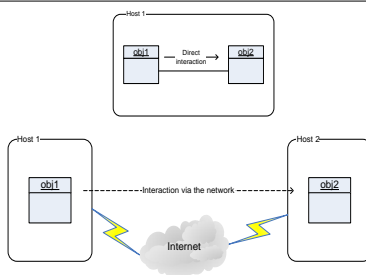 Host 1
obj1
Direct
interaction
obj2
Host 1
Host 2
obj1
Interaction via the network
obj2
Internet